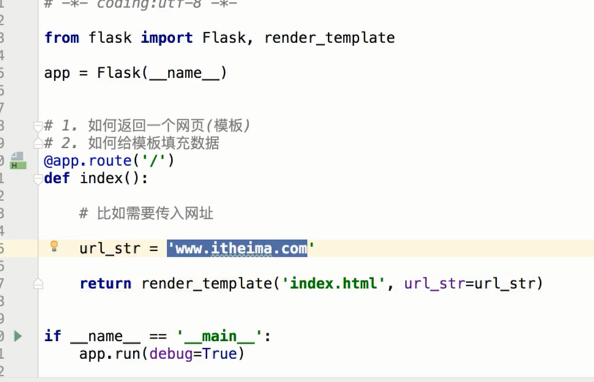 # -*- coding:utf-8 -*-
from flask import Flask, render_template
app = Flask(__name__)
# 1. 如何返回一个网页(模板)
# 2. 如何给模板填充数据
@app.route('/')
def index():
# 比如需要传入网址
url_str = 'www.itheima.com'
return render_template('index.html', url_str=url_str)
if __name__ == '__main__':
app.run(debug=True)